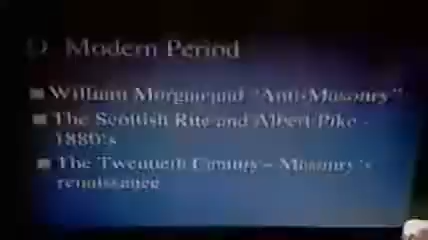 D. Modern Period
William Morgan and "Anti-Masonry"
The Scottish Rite and Albert Pike -
1880's
The Twentieth Century - Masonry's
renaissance